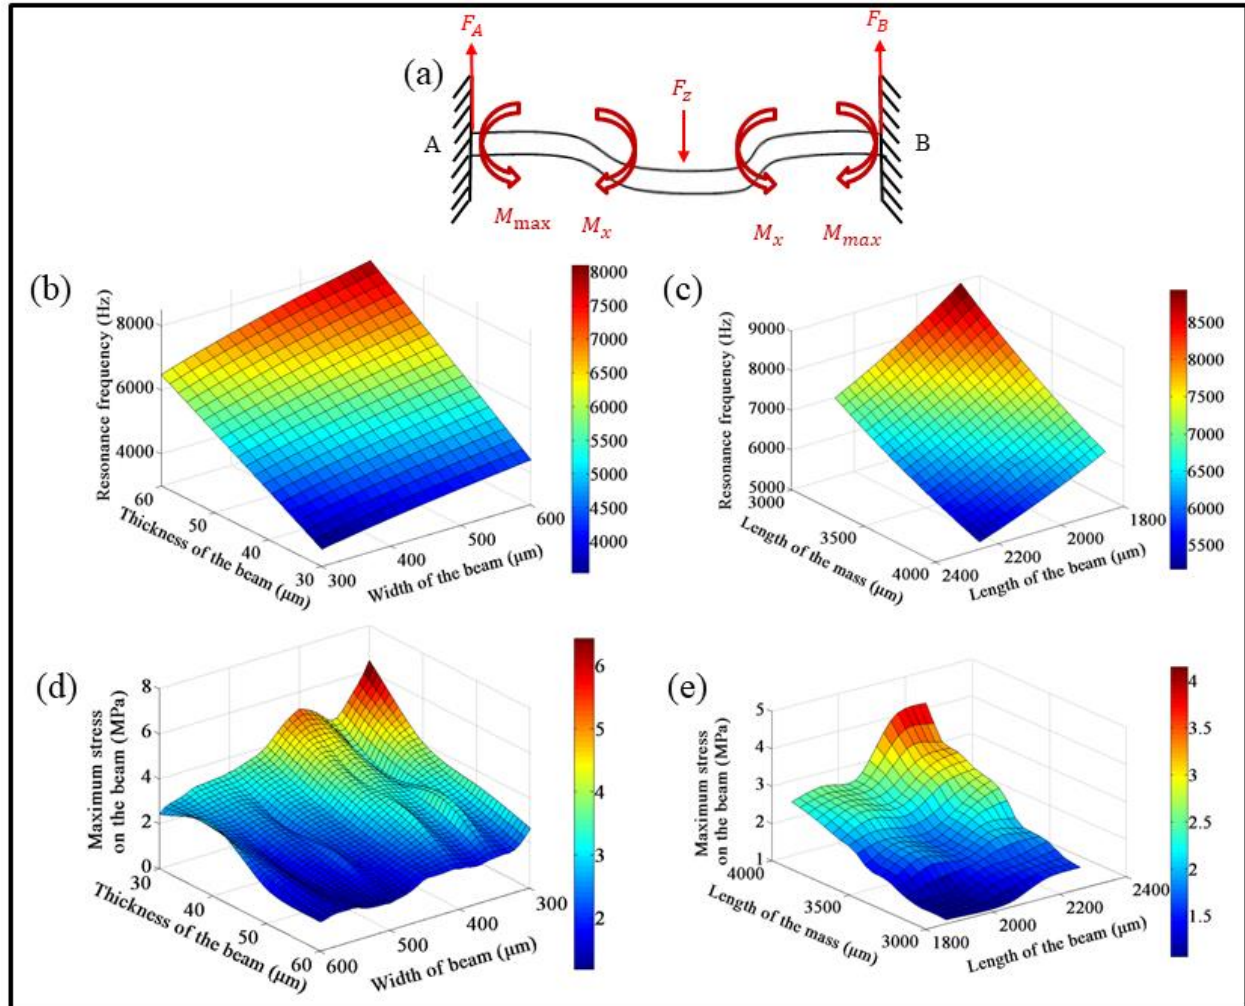 (a)
F_A
F_B
F_z
A
B
M_max
M_x
M_x
M_max
(b)
Resonance frequency (Hz)
8000
6000
4000
60
50
40
30
Thickness of the beam (μm)
300
400
500
600
Width of the beam (μm)
8000
7500
7000
6500
6000
5500
5000
4500
4000
(c)
Resonance frequency (Hz)
9000
8000
7000
6000
5000
3000
3500
4000
Length of the mass (μm)
2400
2200
2000
1800
Length of the beam (μm)
8500
8000
7500
7000
6500
6000
5500
(d)
Maximum stress
on the beam (MPa)
8
6
4
2
0
30
40
50
60
Thickness of the beam (μm)
600
500
400
300
Width of beam (μm)
6
5
4
3
2
(e)
Maximum stress
on the beam (MPa)
5
4
3
2
1
4000
3500
3000
Length of the mass (μm)
1800
2000
2200
2400
Length of the beam (μm)
4
3.5
3
2.5
2
1.5